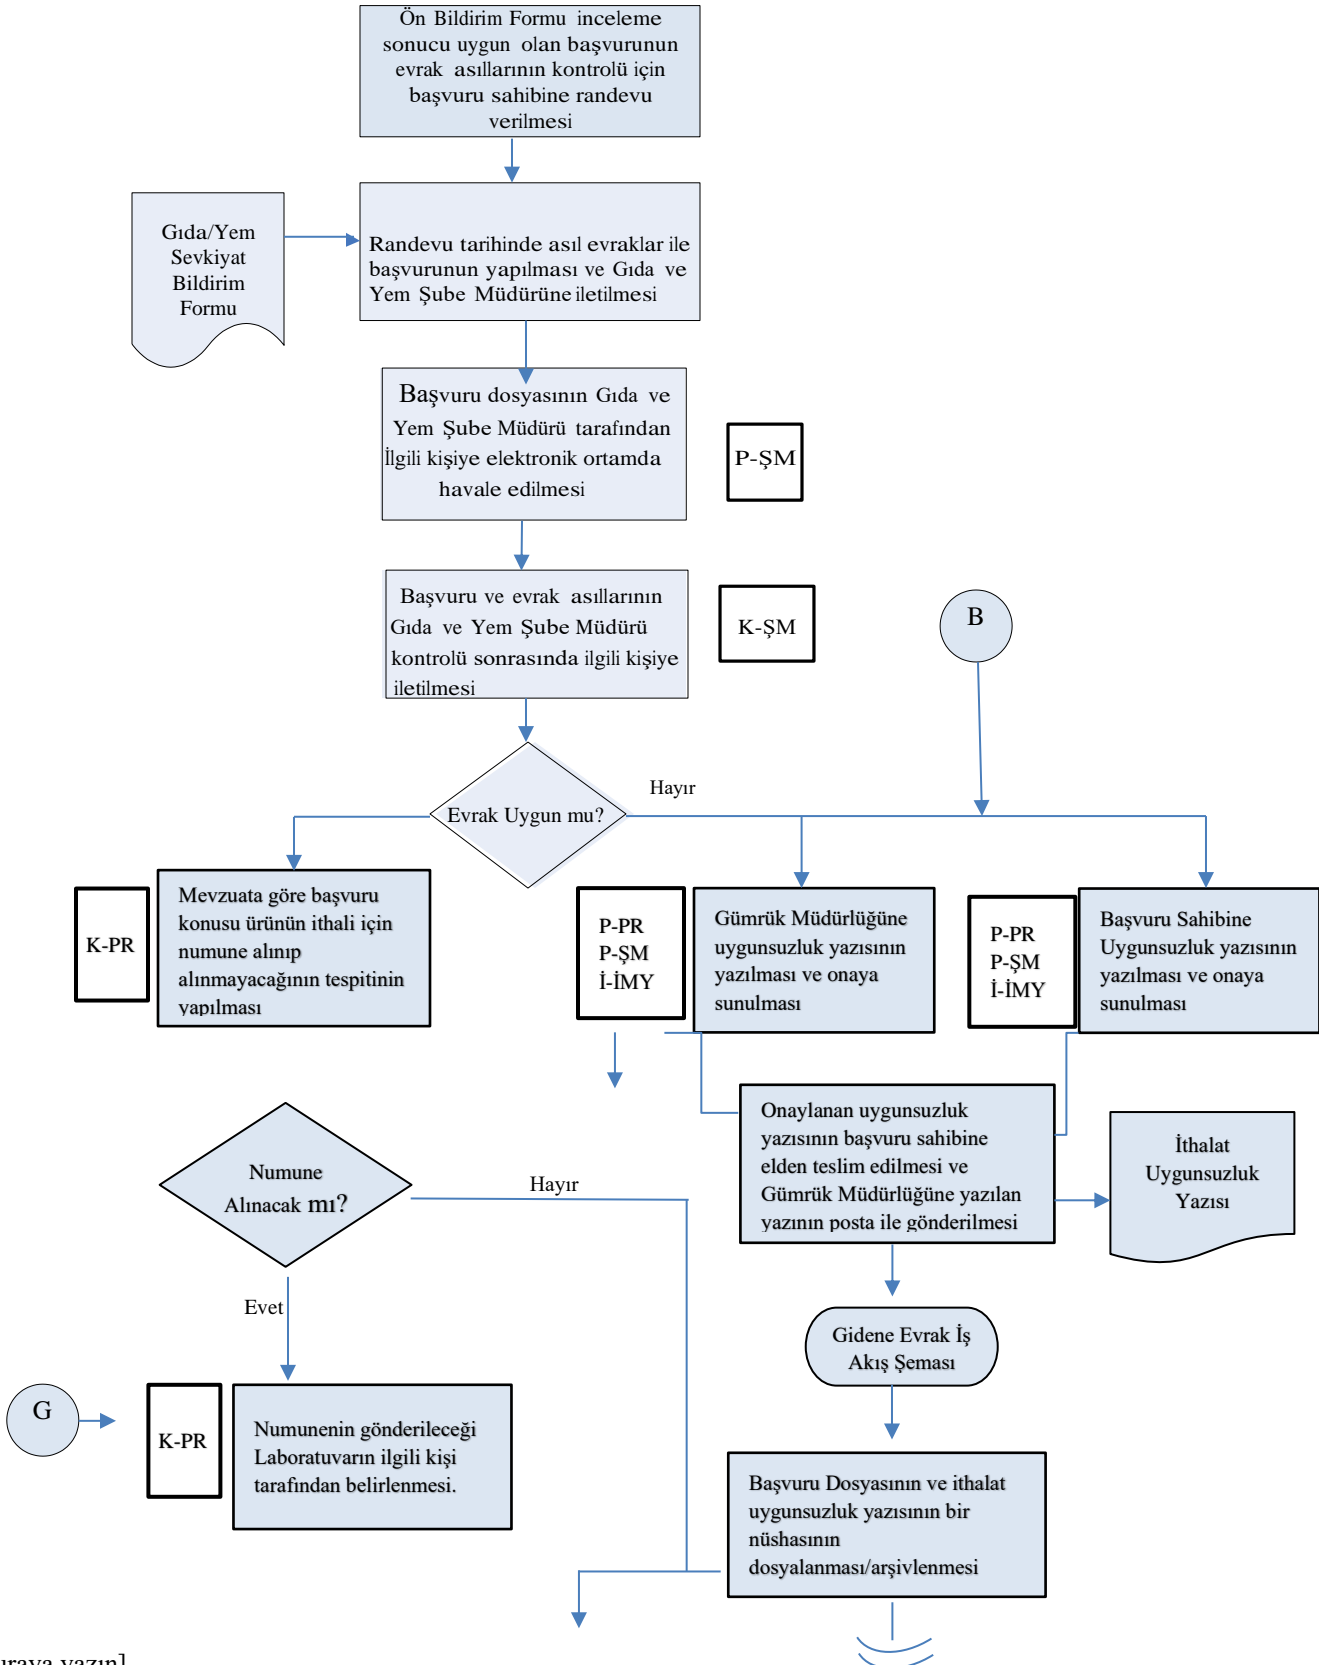 Ön Bildirim Formu inceleme
sonucu uygun olan başvurunun
evrak asıllarının kontrolü için
başvuru sahibine randevu
verilmesi
Gıda/Yem
Sevkiyat
Bildirim
Formu
Randevu tarihinde asıl evraklar ile
başvurunun yapılması ve Gıda ve
Yem Şube Müdürüne iletilmesi
Başvuru dosyasının Gıda ve
Yem Şube Müdürü tarafından
İlgili kişiye elektronik ortamda
havale edilmesi
P-ŞM
Başvuru ve evrak asıllarının
Gıda ve Yem Şube Müdürü
kontrolü sonrasında ilgili kişiye
iletilmesi
K-ŞM
B
Evrak Uygun mu?
Hayır
K-PR
Mevzuata göre başvuru
konusu ürünün ithali için
numune alınıp
alınmayacağının tespitinin
yapılması
P-PR
P-ŞM
İ-İMY
Gümrük Müdürlüğüne
uygunsuzluk yazısının
yazılması ve onaya
sunulması
P-PR
P-ŞM
İ-İMY
Başvuru Sahibine
Uygunsuzluk yazısının
yazılması ve onaya
sunulması
Numune
Alınacak mı?
Hayır
Onaylanan uygunsuzluk
yazısının başvuru sahibine
elden teslim edilmesi ve
Gümrük Müdürlüğüne yazılan
yazının posta ile gönderilmesi
İthalat
Uygunsuzluk
Yazısı
Evet
Gidene Evrak İş
Akış Şeması
G
K-PR
Numunenin gönderileceği
Laboratuvarın ilgili kişi
tarafından belirlenmesi.
Başvuru Dosyasının ve ithalat
uygunsuzluk yazısının bir
nüshasının
dosyalanması/arşivlenmesi
uraya yazın]